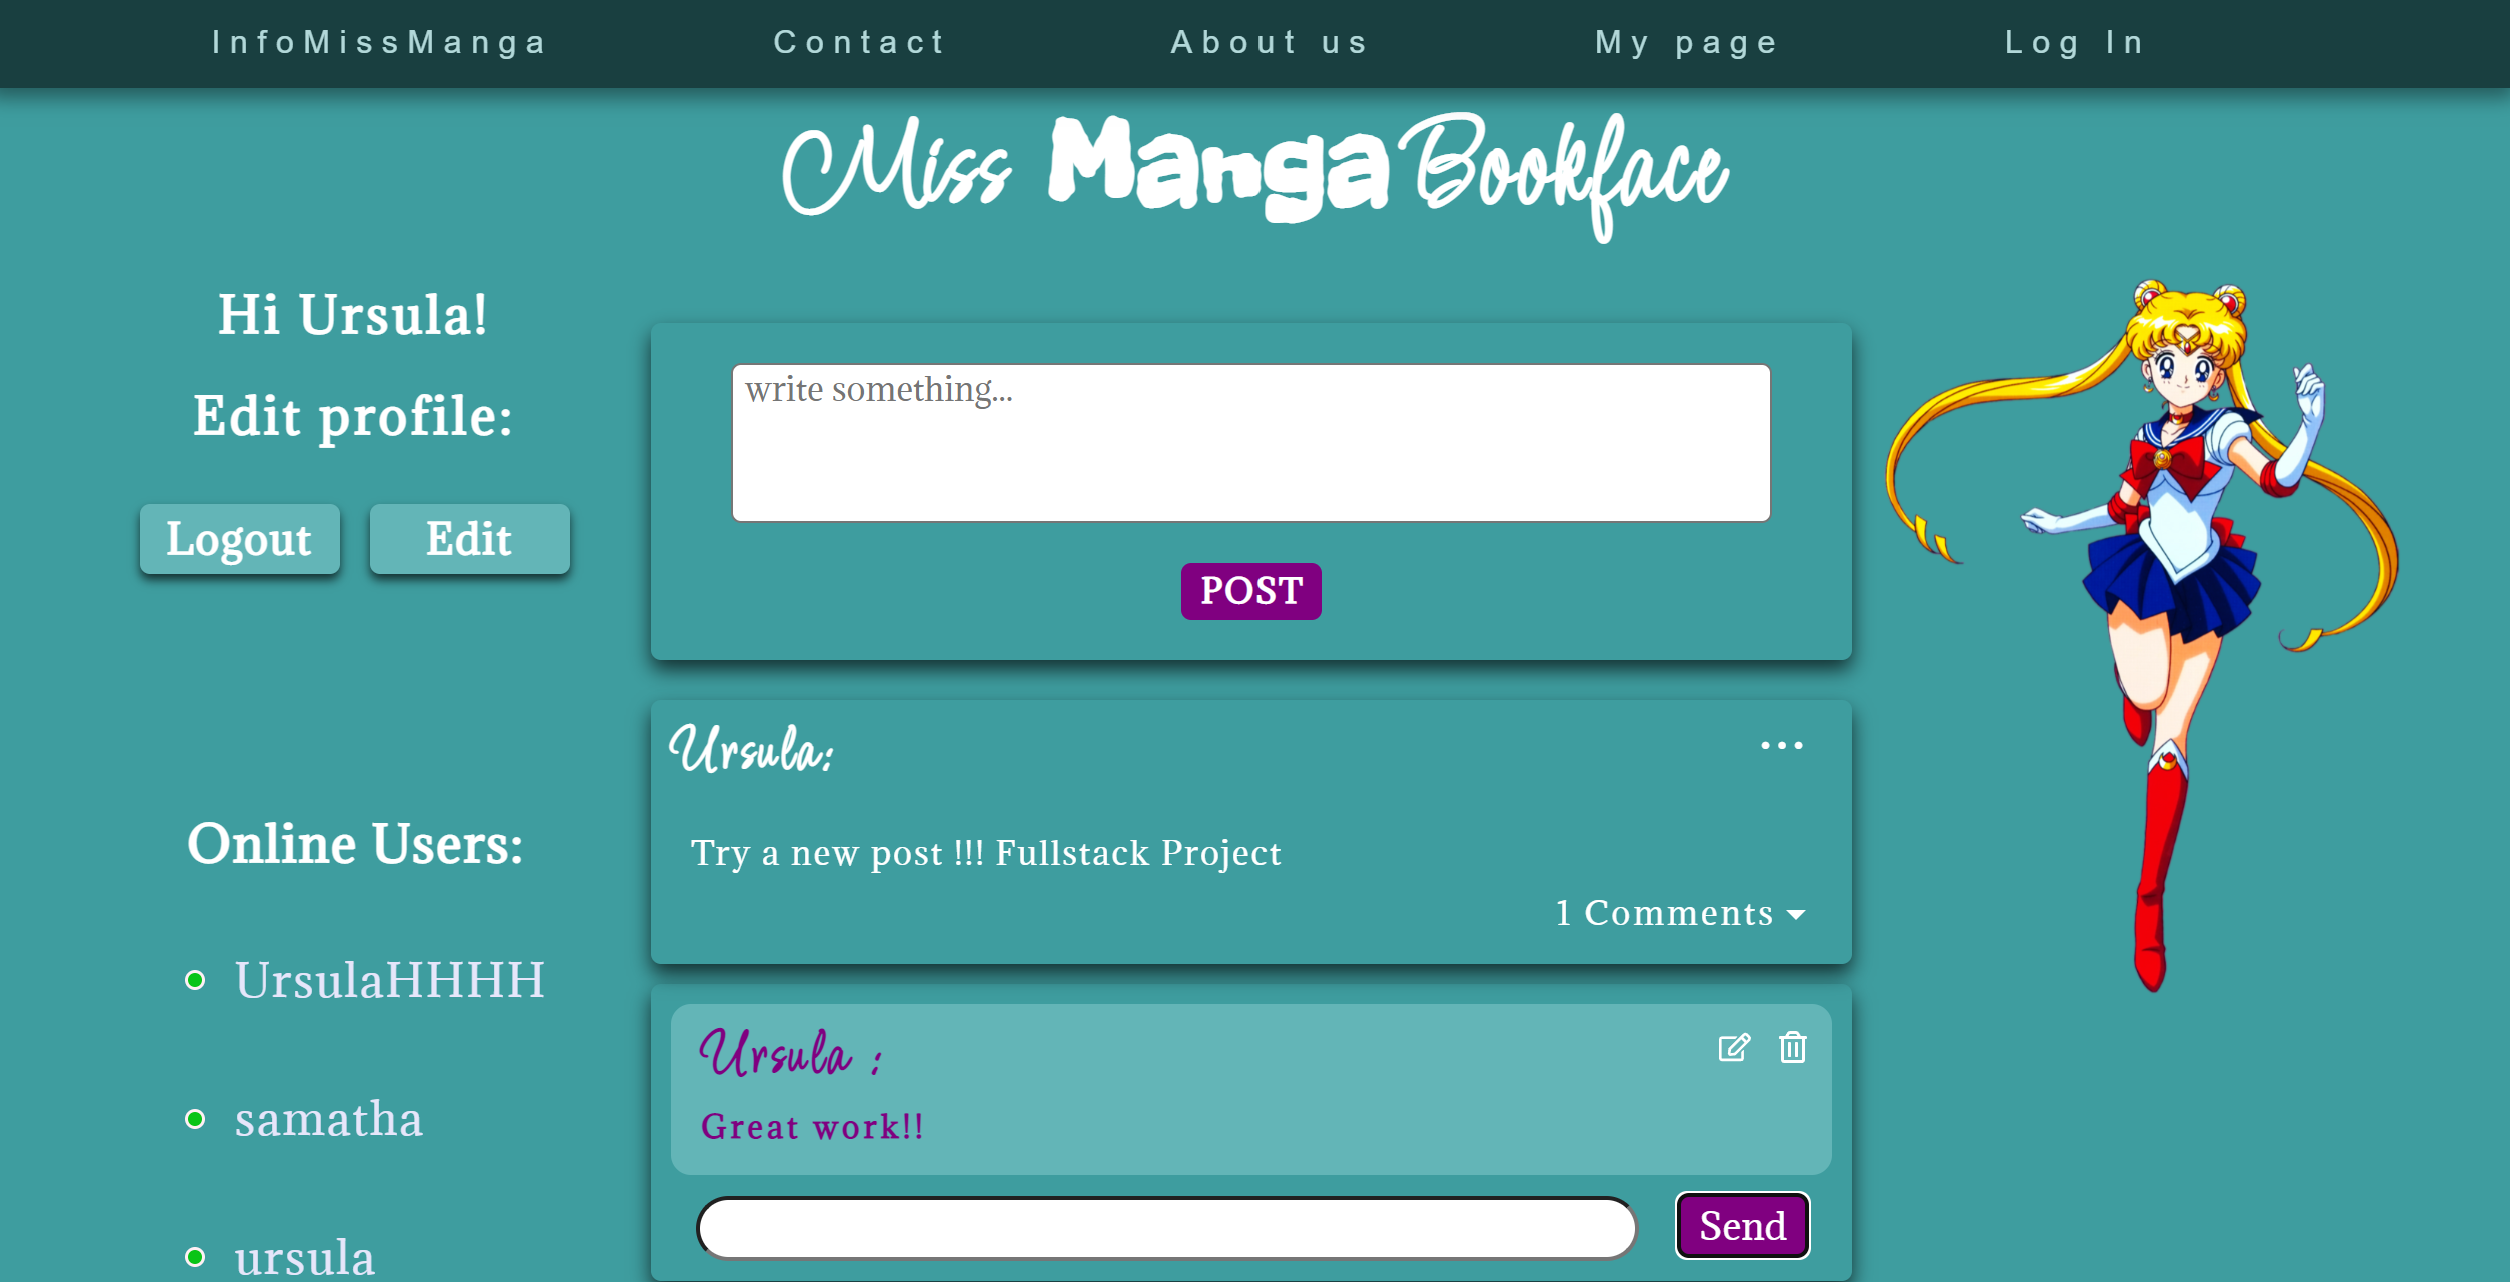 InfoMissManga Contact About us My page Log In
Miss Manga Bookface
Hi Ursula!
Edit profile:
Logout Edit
Online Users:
UrsulaHHHH
samatha
ursula
write something...
POST
Ursula:
Try a new post !!! Fullstack Project
1 Comments
Ursula :
Great work!!
Send